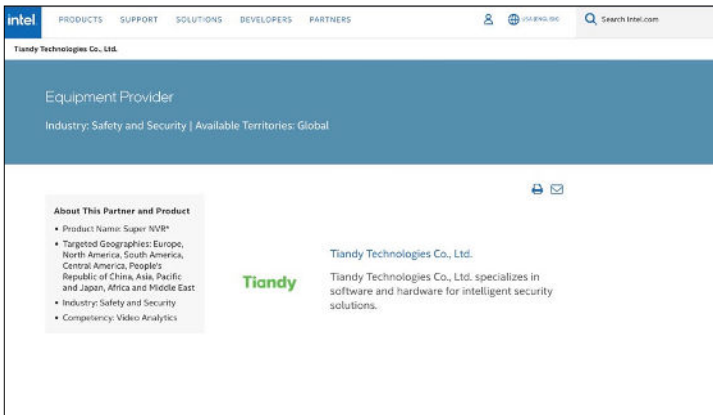 intel
PRODUCTS SUPPORT SOLUTIONS DEVELOPERS PARTNERS
USA (ENGLISH)
Search Intel.com
Tiandy Technologies Co., Ltd.
Equipment Provider
Industry: Safety and Security | Available Territories: Global
About This Partner and Product
• Product Name: Super NVR*
• Targeted Geographies: Europe,
North America, South America,
Central America, People's
Republic of China, Asia, Pacific
and Japan, Africa and Middle East
• Industry: Safety and Security
• Competency: Video Analytics
Tiandy
Tiandy Technologies Co., Ltd.
Tiandy Technologies Co., Ltd. specializes in
software and hardware for intelligent security
solutions.